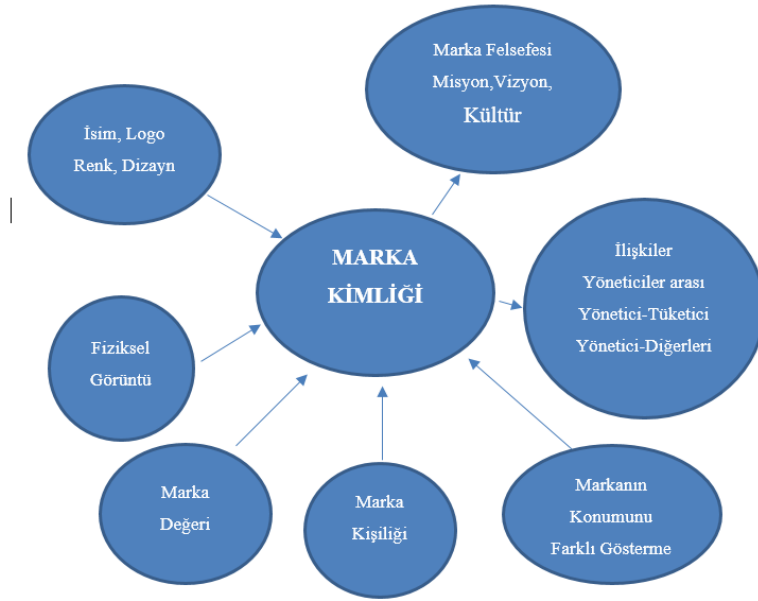 Marka Felsefesi
Misyon,Vizyon,
Kültür
İsim, Logo
Renk, Dizayn
MARKA
KİMLİĞİ
İlişkiler
Yöneticiler arası
Yönetici-Tüketici
Yönetici-Diğerleri
Fiziksel
Görüntü
Marka
Değeri
Marka
Kişiliği
Markanın
Konumunu
Farklı Gösterme